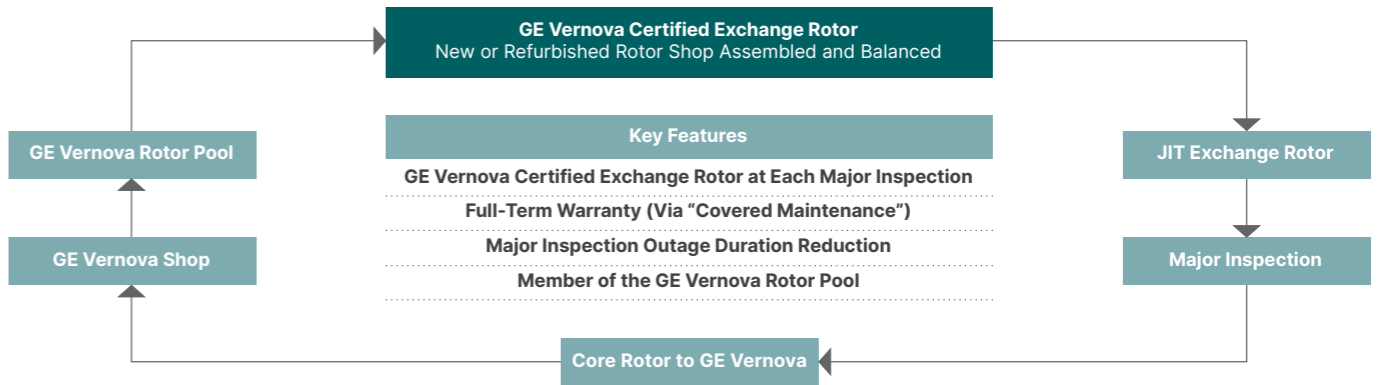 GE Vernova Certified Exchange Rotor
New or Refurbished Rotor Shop Assembled and Balanced
GE Vernova Rotor Pool
Key Features
JIT Exchange Rotor
GE Vernova Certified Exchange Rotor at Each Major Inspection
Full-Term Warranty (Via “Covered Maintenance”)
Major Inspection Outage Duration Reduction
Member of the GE Vernova Rotor Pool
GE Vernova Shop
Major Inspection
Core Rotor to GE Vernova